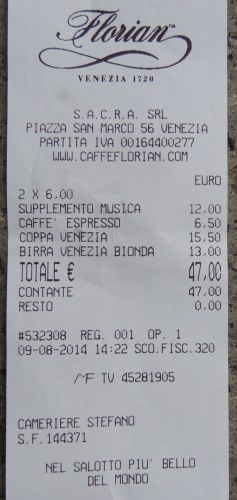 Florian™
VENEZIA 1720
S.A.C.R.A. SRL
PIAZZA SAN MARCO 56 VENEZIA
PARTITA IVA 00164400277
WWW.CAFFEFLORIAN.COM
EURO
2 X 6,00
SUPPLEMENTO MUSICA 12,00
CAFFE' ESPRESSO 6,50
COPPA VENEZIA 15,50
BIRRA VENEZIA BIONDA 13,00
TOTALE € 47,00
CONTANTE 47,00
RESTO 0,00
#532308 REG. 001 OP. 1
09-08-2014 14:22 SCO.FISC.320
MF TV 45281905
CAMERIERE STEFANO
S.F.144371
NEL SALOTTO PIU' BELLO
DEL MONDO